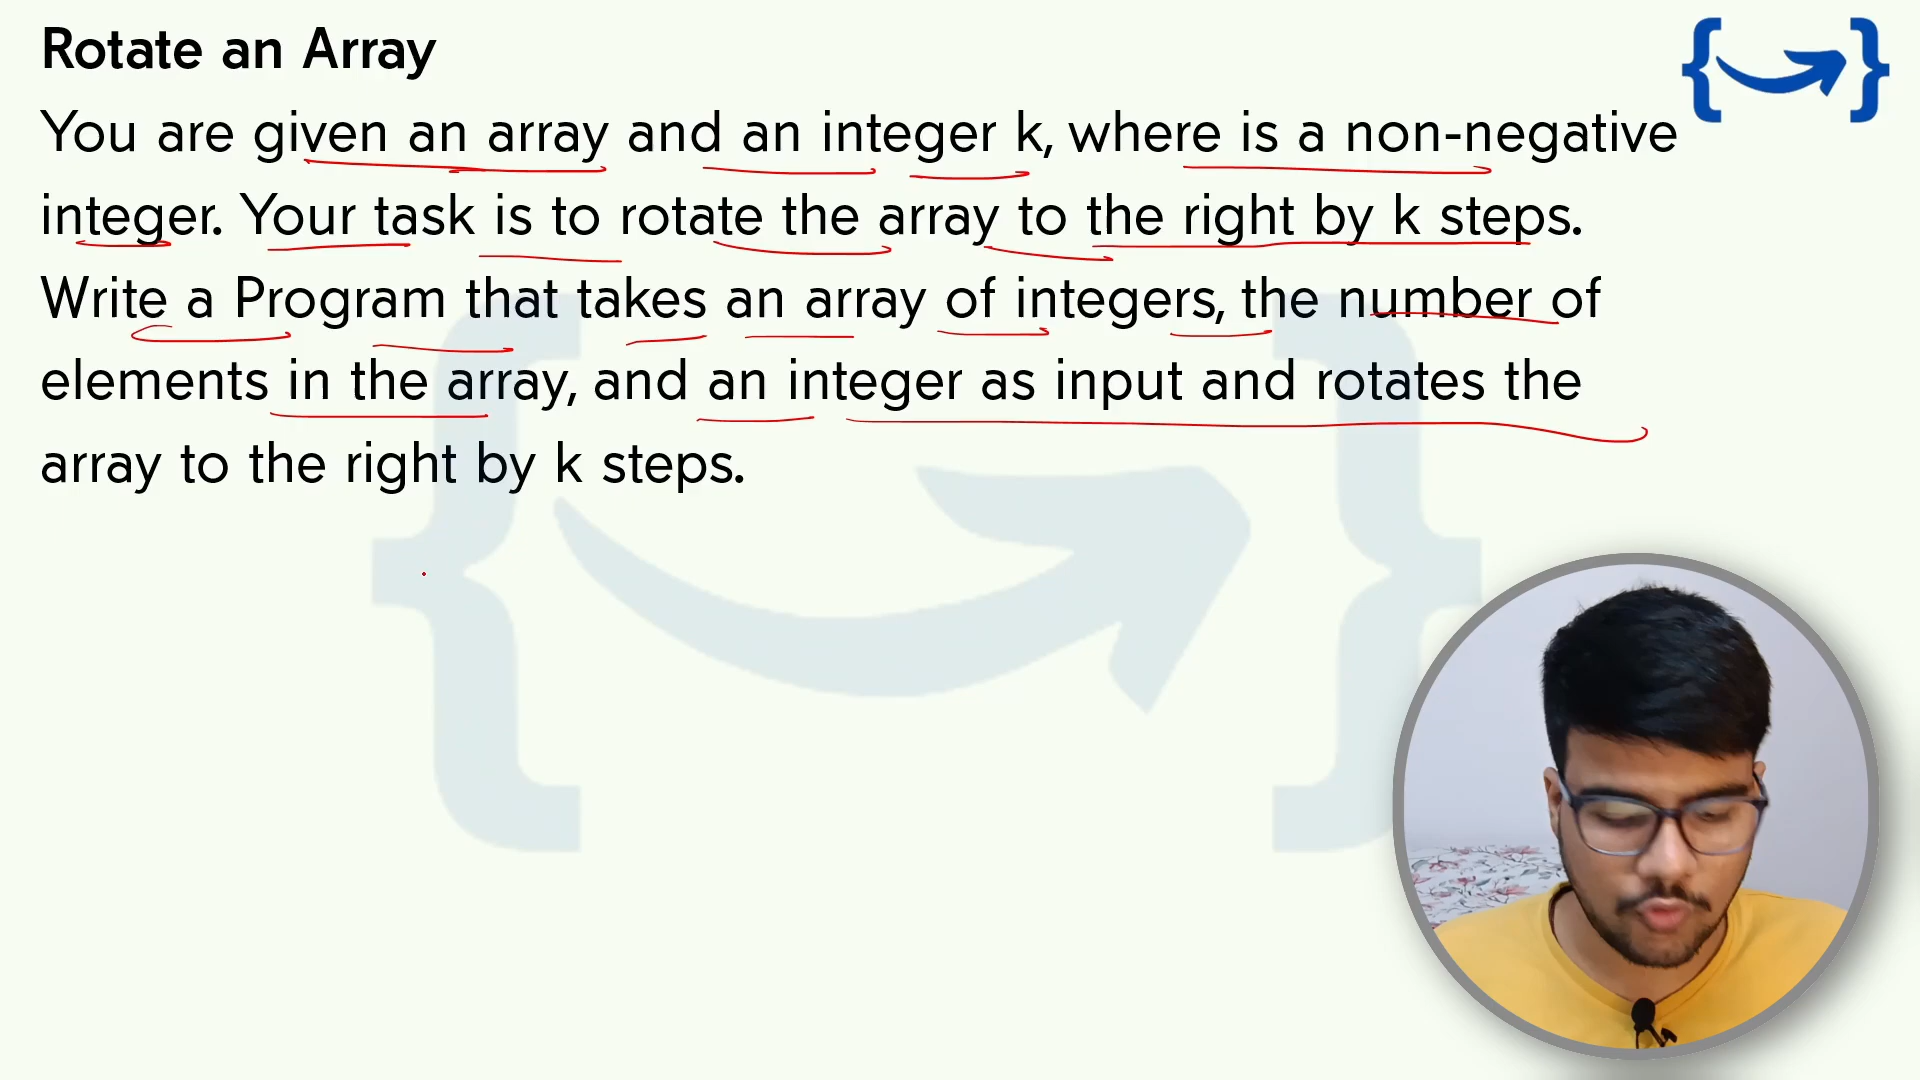 Rotate an Array
You are given an array and an integer k, where is a non-negative
integer. Your task is to rotate the array to the right by k steps.
Write a Program that takes an array of integers, the number of
elements in the array, and an integer as input and rotates the
array to the right by k steps.